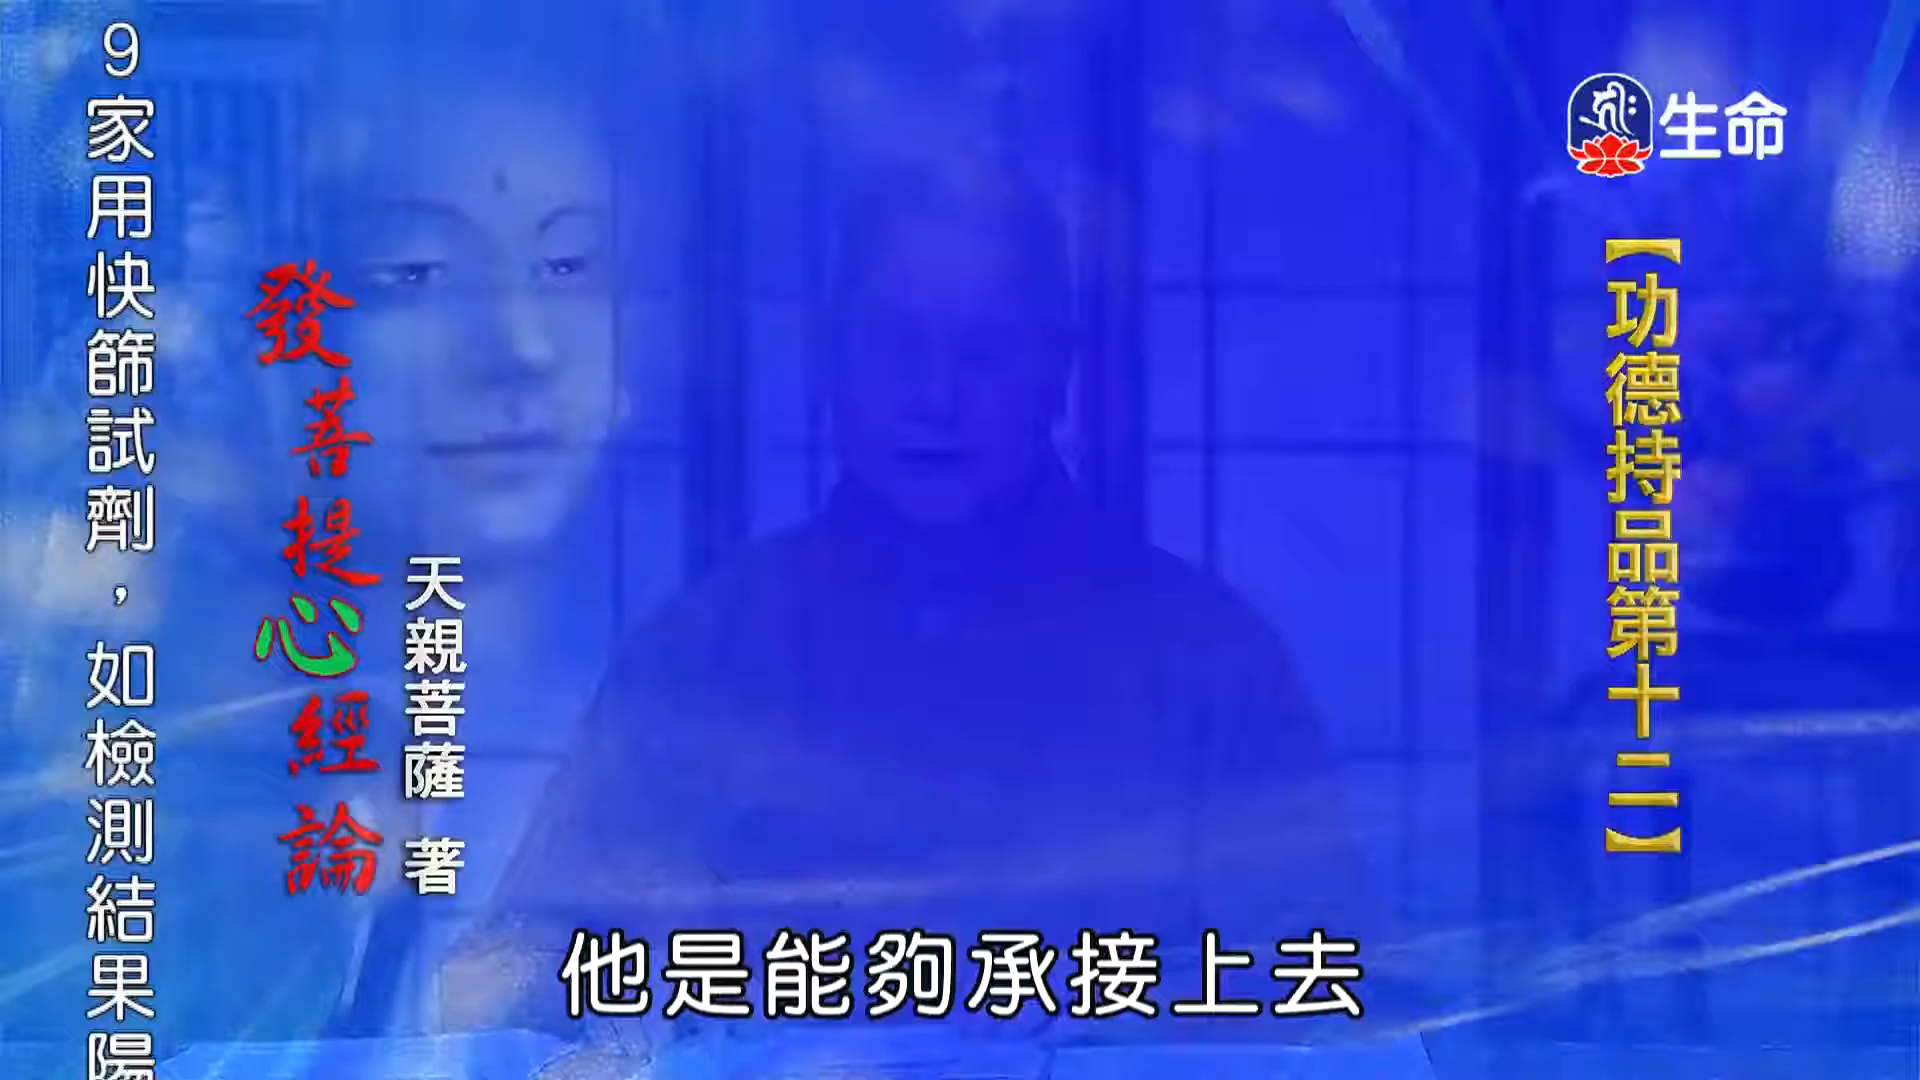 9家用快篩試劑，如檢測結果陽
發菩提心經論
天親菩薩 著
生命
【功德持品第十二】
他是能夠承接上去